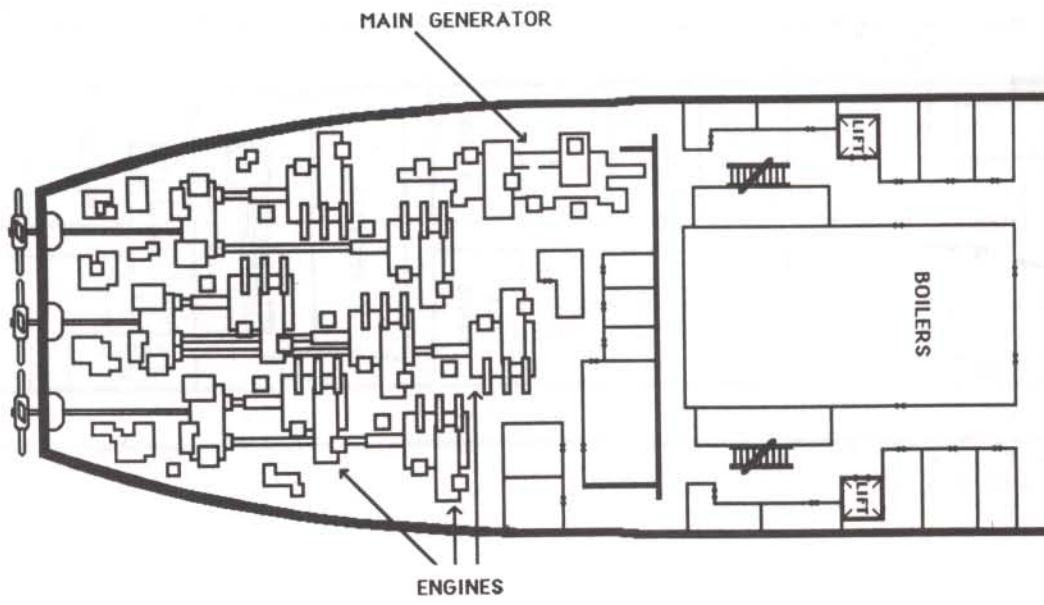 MAIN GENERATOR
LIFT
BOILERS
LIFT
ENGINES